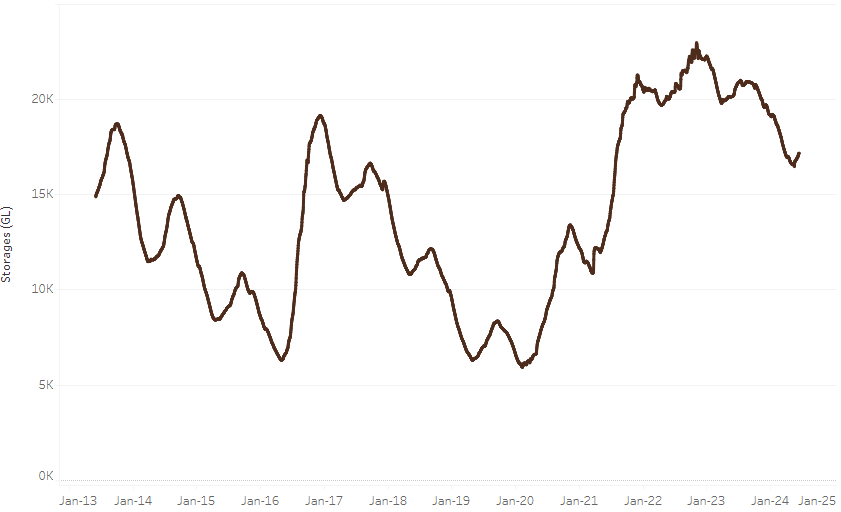 Storages (GL)
20K
15K
10K
5K
0K
Jan-13 Jan-14 Jan-15 Jan-16 Jan-17 Jan-18 Jan-19 Jan-20 Jan-21 Jan-22 Jan-23 Jan-24 Jan-25